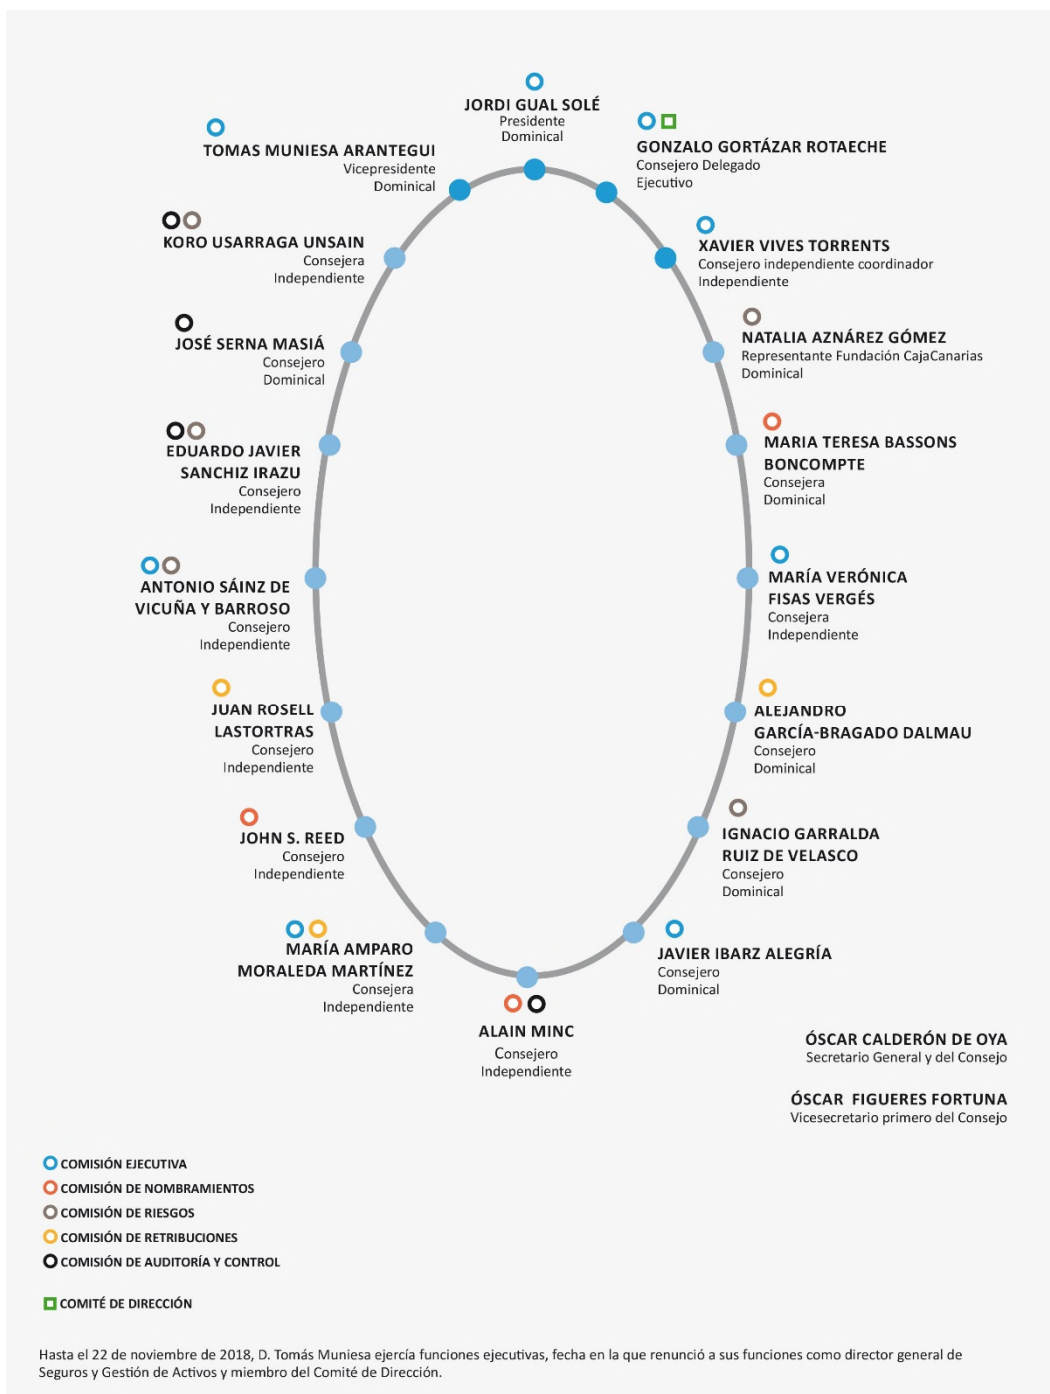 JORDI GUAL SOLÉ
Presidente
Dominical
GONZALO GORTÁZAR ROTAECHE
Consejero Delegado
Ejecutivo
XAVIER VIVES TORRENTS
Consejero independiente coordinador
Independiente
NATALIA AZNÁREZ GÓMEZ
Representante Fundación CajaCanarias
Dominical
MARIA TERESA BASSONS
BONCOMPTE
Consejera
Dominical
MARÍA VERÓNICA
FISAS VERGÉS
Consejera
Independiente
ALEJANDRO
GARCÍA-BRAGADO DALMAU
Consejero
Dominical
IGNACIO GARRALDA
RUIZ DE VELASCO
Consejero
Dominical
JAVIER IBARZ ALEGRÍA
Consejero
Dominical
ALAIN MINC
Consejero
Independiente
MARÍA AMPARO
MORALEDA MARTÍNEZ
Consejera
Independiente
JOHN S. REED
Consejero
Independiente
JUAN ROSELL
LASTORTRAS
Consejero
Independiente
ANTONIO SÁINZ DE
VICUÑA Y BARROSO
Consejero
Independiente
EDUARDO JAVIER
SANCHIZ IRAZU
Consejero
Independiente
JOSÉ SERNA MASIÁ
Consejero
Dominical
KORO USARRAGA UNSAIN
Consejera
Independiente
TOMAS MUNIESA ARANTEGUI
Vicepresidente
Dominical
ÓSCAR CALDERÓN DE OYA
Secretario General y del Consejo
ÓSCAR FIGUERES FORTUNA
Vicesecretario primero del Consejo
COMISIÓN EJECUTIVA
COMISIÓN DE NOMBRAMIENTOS
COMISIÓN DE RIESGOS
COMISIÓN DE RETRIBUCIONES
COMISIÓN DE AUDITORÍA Y CONTROL
COMITÉ DE DIRECCIÓN
Hasta el 22 de noviembre de 2018, D. Tomás Muniesa ejercía funciones ejecutivas, fecha en la que renunció a sus funciones como director general de
Seguros y Gestión de Activos y miembro del Comité de Dirección.